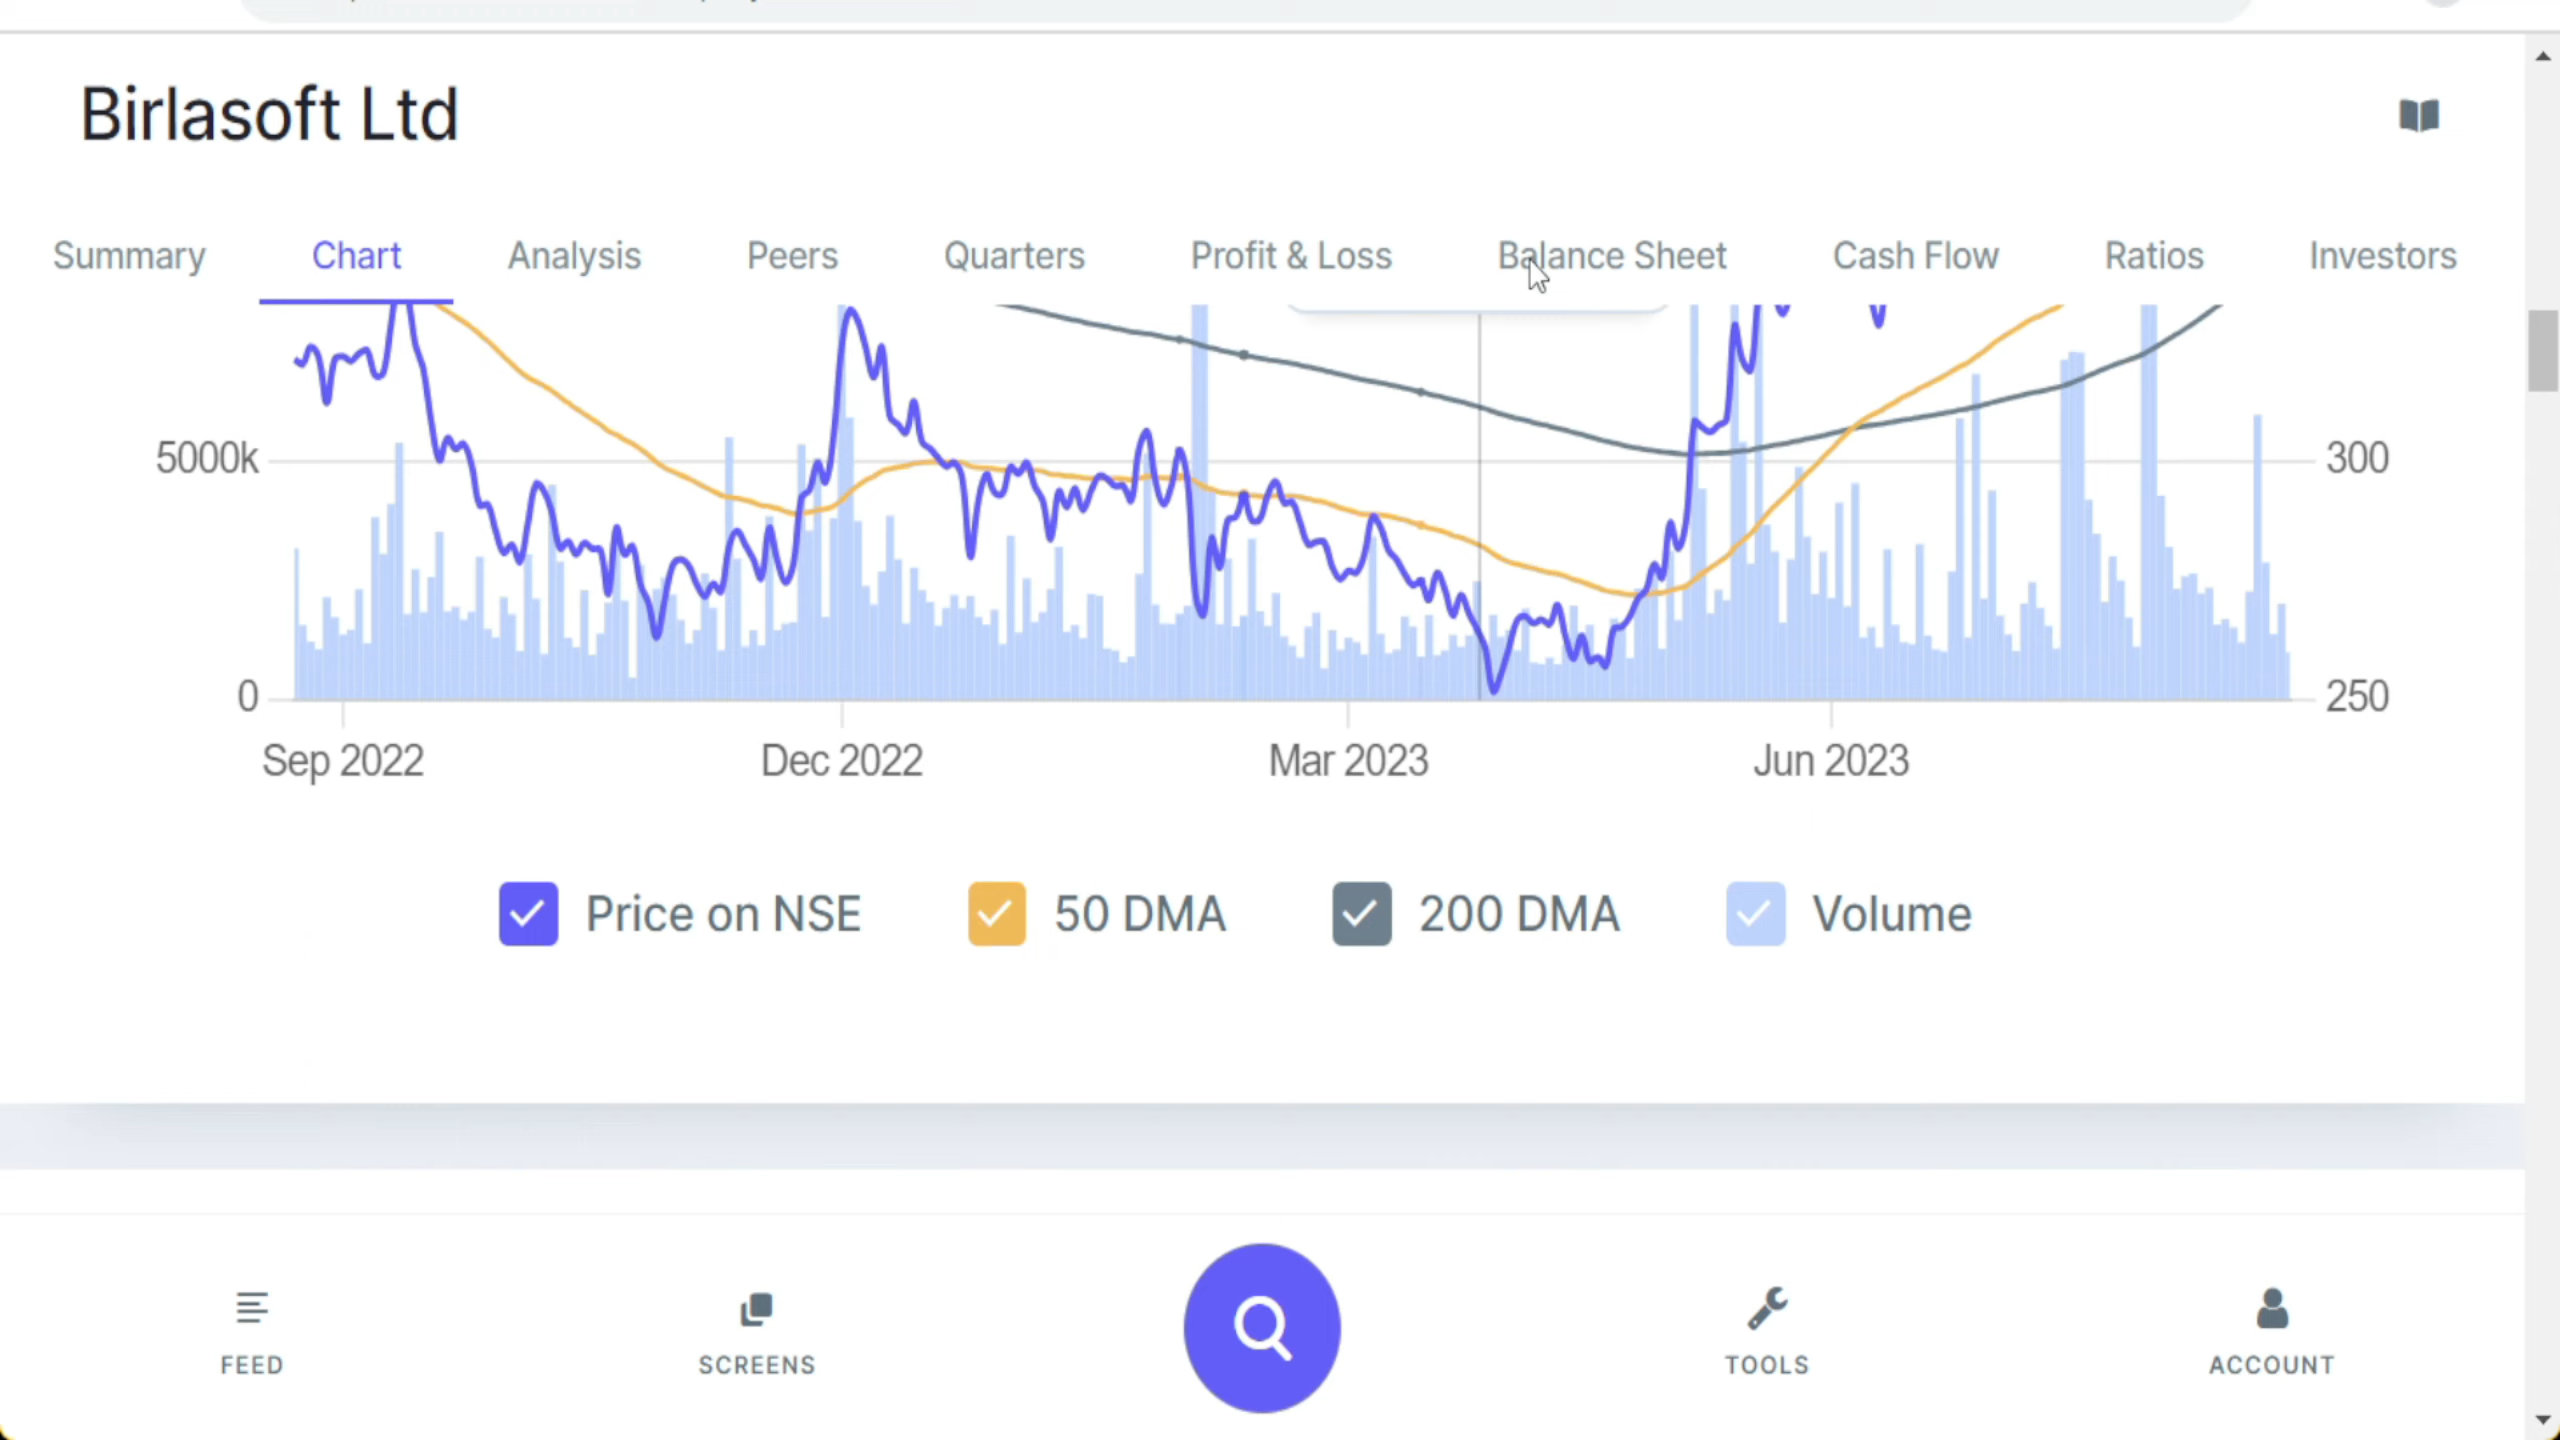 Birlasoft Ltd
Summary Chart Analysis Peers Quarters Profit & Loss Balance Sheet Cash Flow Ratios Investors
5000k 300
0 250
Sep 2022 Dec 2022 Mar 2023 Jun 2023
Price on NSE 50 DMA 200 DMA Volume
FEED SCREENS TOOLS ACCOUNT